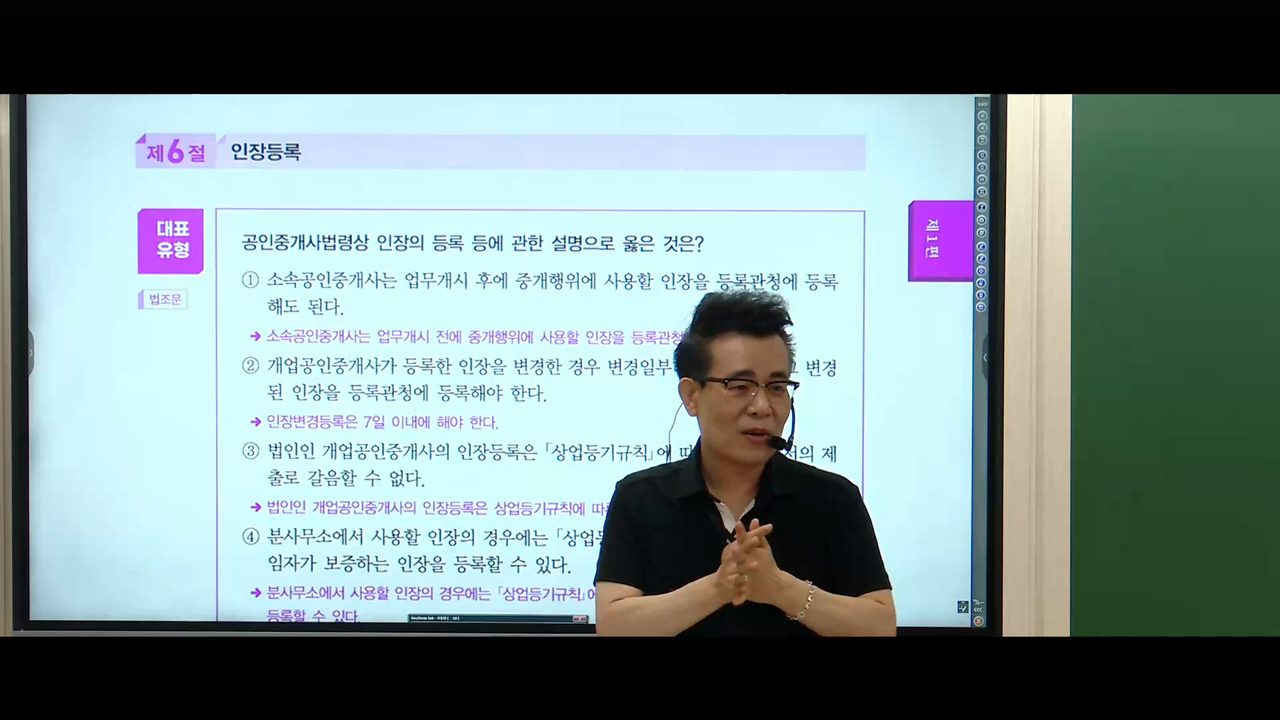 제6절 인장등록
대표
유형
법조문
제1편
공인중개사법령상 인장의 등록 등에 관한 설명으로 옳은 것은?
① 소속공인중개사는 업무개시 후에 중개행위에 사용할 인장을 등록관청에 등록
해도 된다.
→ 소속공인중개사는 업무개시 전에 중개행위에 사용할 인장을 등록관청
② 개업공인중개사가 등록한 인장을 변경한 경우 변경일부 변경
된 인장을 등록관청에 등록해야 한다.
→ 인장변경등록은 7일 이내에 해야 한다.
③ 법인인 개업공인중개사의 인장등록은 「상업등기규칙」에 따 의 제
출로 갈음할 수 없다.
→ 법인인 개업공인중개사의 인장등록은 상업등기규칙에
④ 분사무소에서 사용할 인장의 경우에는 「상업
임자가 보증하는 인장을 등록할 수 있다.
→ 분사무소에서 사용할 인장의 경우에는 「상업등기규칙」에
등록할 수 있다.